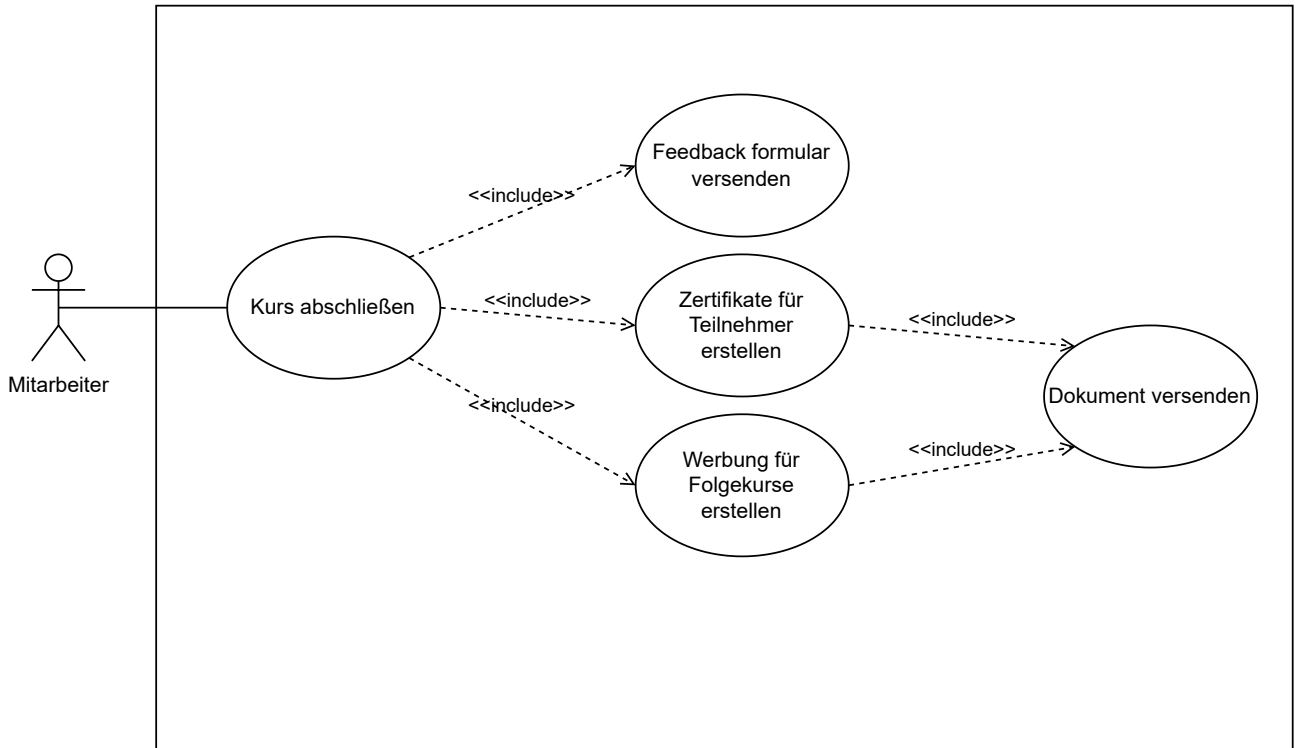 Feedback formular
versenden
<<include>>
Kurs abschließen
<<include>>
Zertifikate für
Teilnehmer
erstellen
<<include>>
Mitarbeiter
Dokument versenden
<<include>>
Werbung für
Folgekurse
erstellen
<<include>>